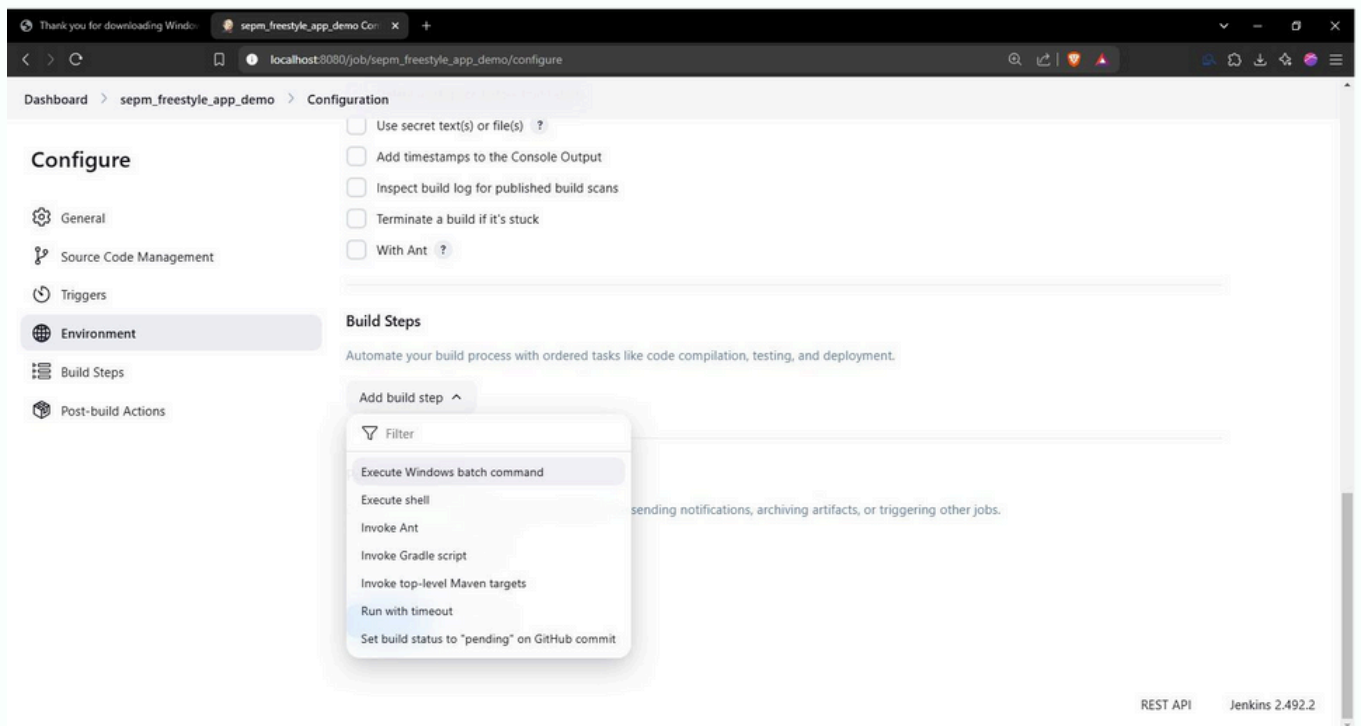 Thank you for downloading Windo
sepm_freestyle_app_demo Con
localhost:8080/job/sepm_freestyle_app_demo/configure
Dashboard > sepm_freestyle_app_demo > Configuration
Configure
General
Source Code Management
Triggers
Environment
Build Steps
Post-build Actions
Use secret text(s) or file(s) ?
Add timestamps to the Console Output
Inspect build log for published build scans
Terminate a build if it's stuck
With Ant ?
Build Steps
Automate your build process with ordered tasks like code compilation, testing, and deployment.
Add build step
Filter
Execute Windows batch command
Execute shell
Invoke Ant
Invoke Gradle script
Invoke top-level Maven targets
Run with timeout
Set build status to "pending" on GitHub commit
sending notifications, archiving artifacts, or triggering other jobs.
REST API Jenkins 2.492.2